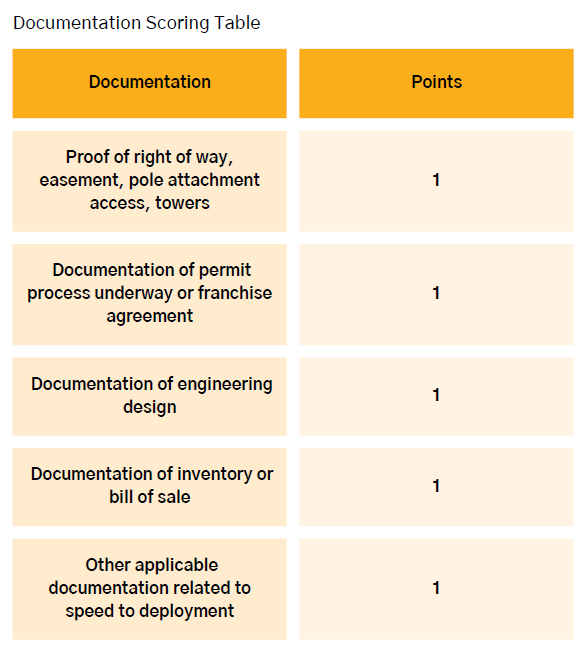 Documentation Scoring Table
Documentation
Points
Proof of right of way,
easement, pole attachment
access, towers
1
Documentation of permit
process underway or franchise
agreement
1
Documentation of engineering
design
1
Documentation of inventory or
bill of sale
1
Other applicable
documentation related to
speed to deployment
1